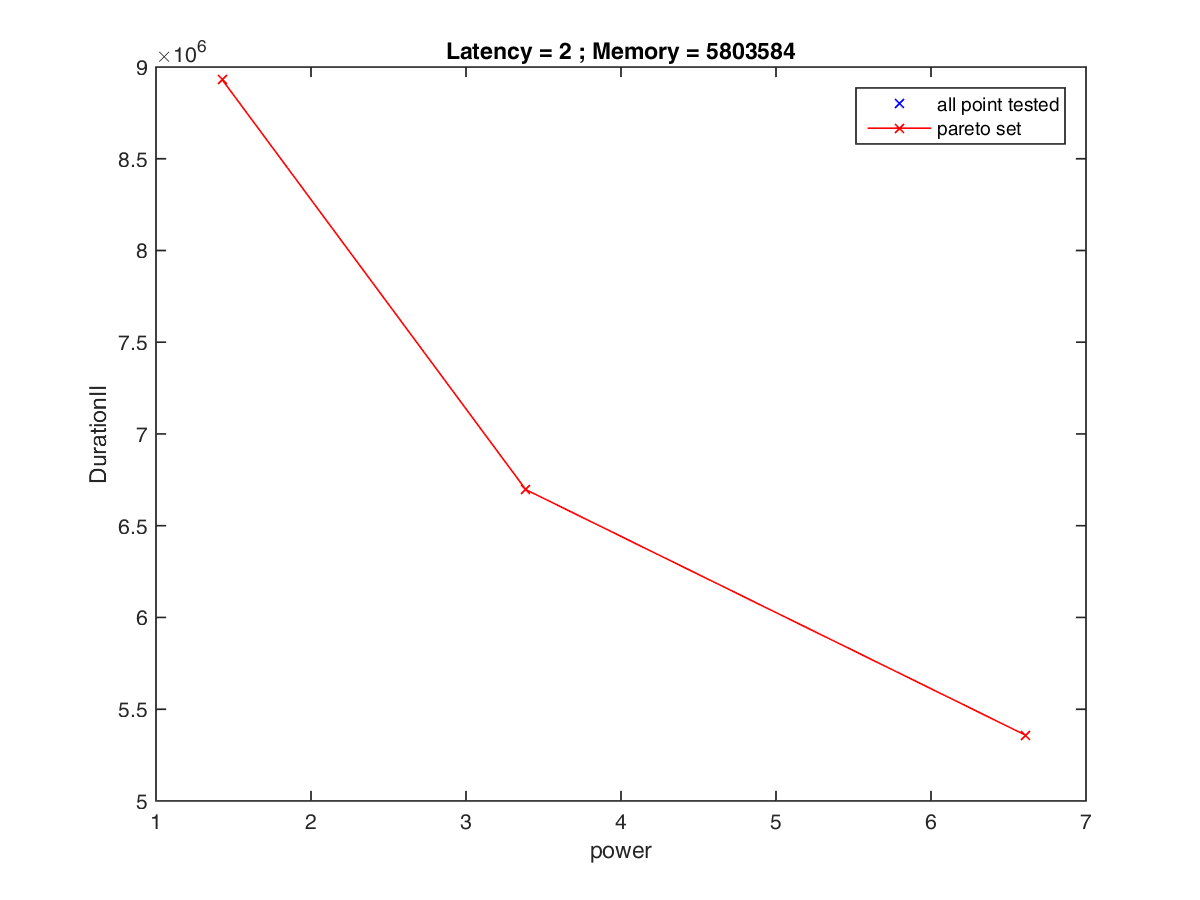 Latency = 2 ; Memory = 5803584
×10^6
9
8.5
8
7.5
7
6.5
6
5.5
5
DurationII
all point tested
pareto set
1 2 3 4 5 6 7
power